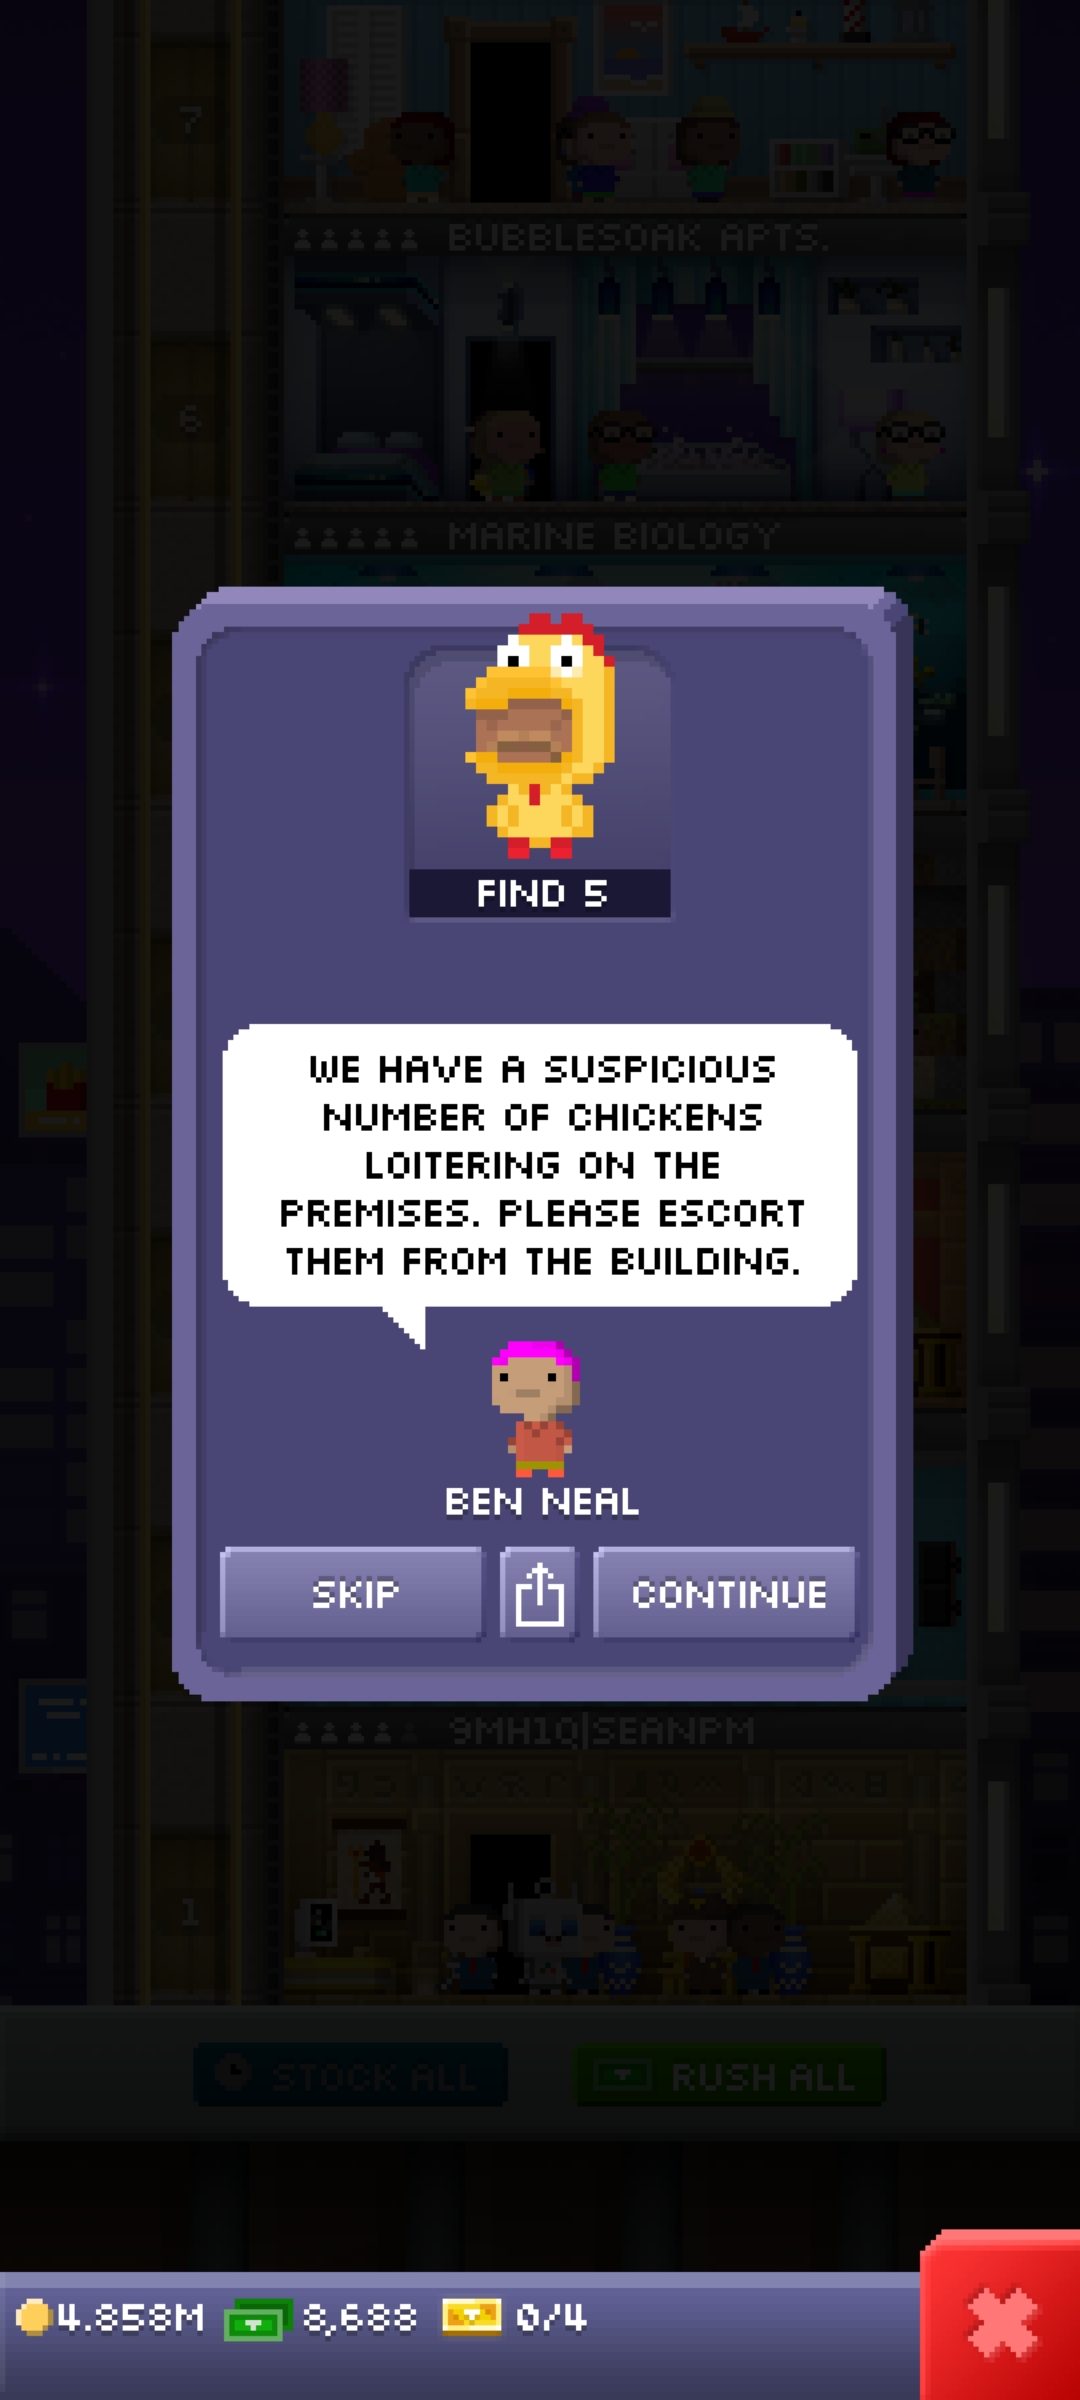 7
BUBBLESOAK APTS.
6
MARINE BIOLOGY
FIND 5
WE HAVE A SUSPICIOUS
NUMBER OF CHICKENS
LOITERING ON THE
PREMISES. PLEASE ESCORT
THEM FROM THE BUILDING.
BEN NEAL
SKIP
CONTINUE
9MH1Q|SEANPM
1
STOCK ALL
RUSH ALL
4.858M
8,688
0/4